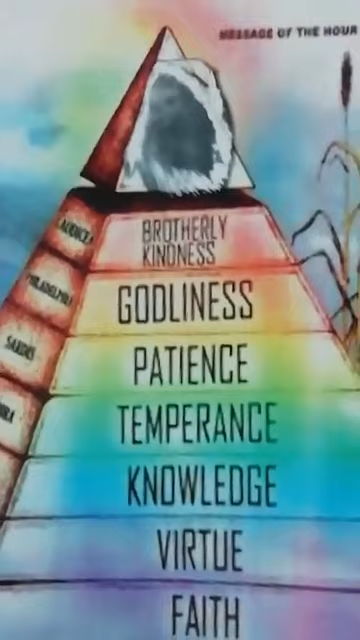 MESSAGE OF THE HOUR
BROTHERLY
KINDNESS
GODLINESS
PATIENCE
TEMPERANCE
KNOWLEDGE
VIRTUE
FAITH
PHILADELPHIA
SARDIS